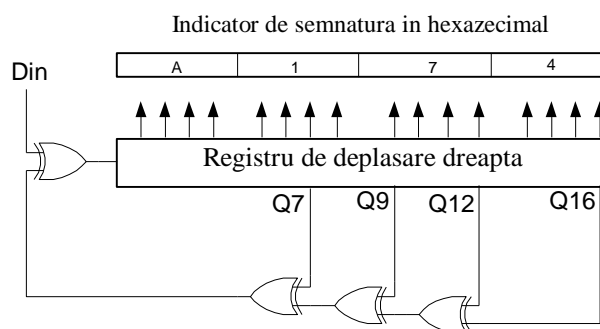 Indicator de semnatura in hexazecimal
Din
A 1 7 4
Registru de deplasare dreapta
Q7 Q9 Q12 Q16